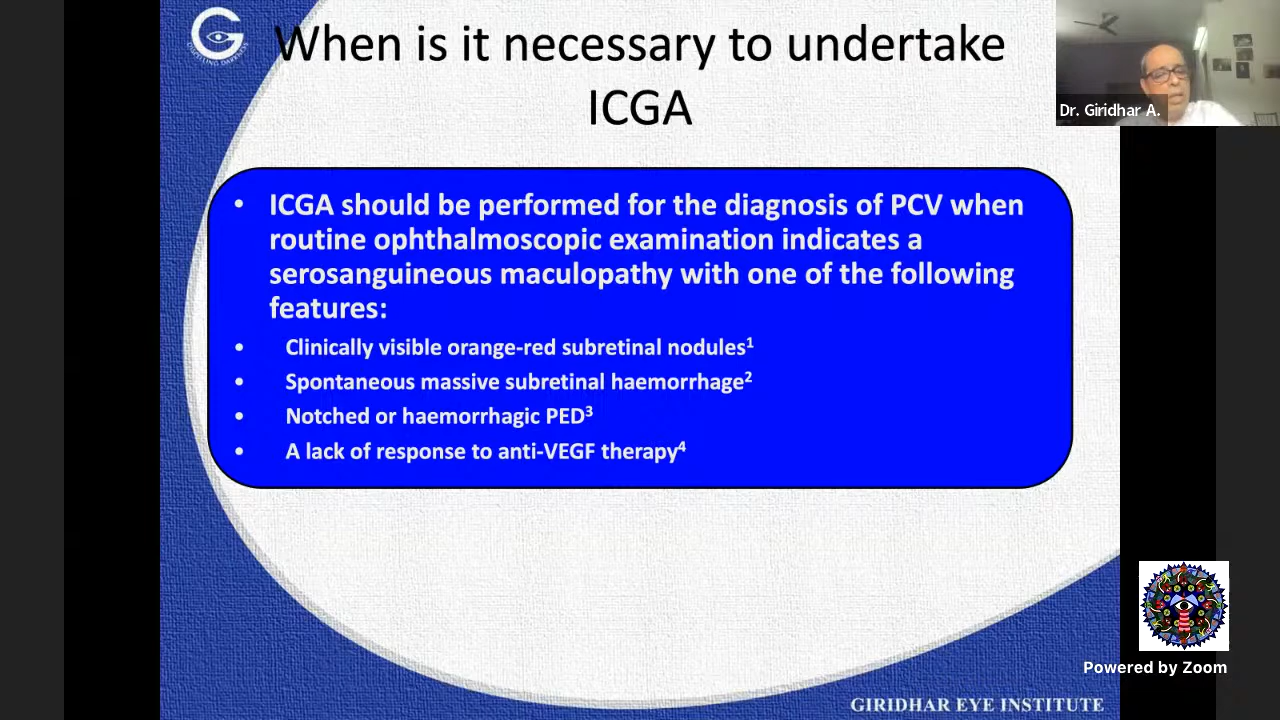 When is it necessary to undertake
ICGA
Dr. Giridhar A.
• ICGA should be performed for the diagnosis of PCV when
routine ophthalmoscopic examination indicates a
serosanguineous maculopathy with one of the following
features:
• Clinically visible orange-red subretinal nodules¹
• Spontaneous massive subretinal haemorrhage²
• Notched or haemorrhagic PED³
• A lack of response to anti-VEGF therapy⁴
Powered by Zoom
GIRIDHAR EYE INSTITUTE